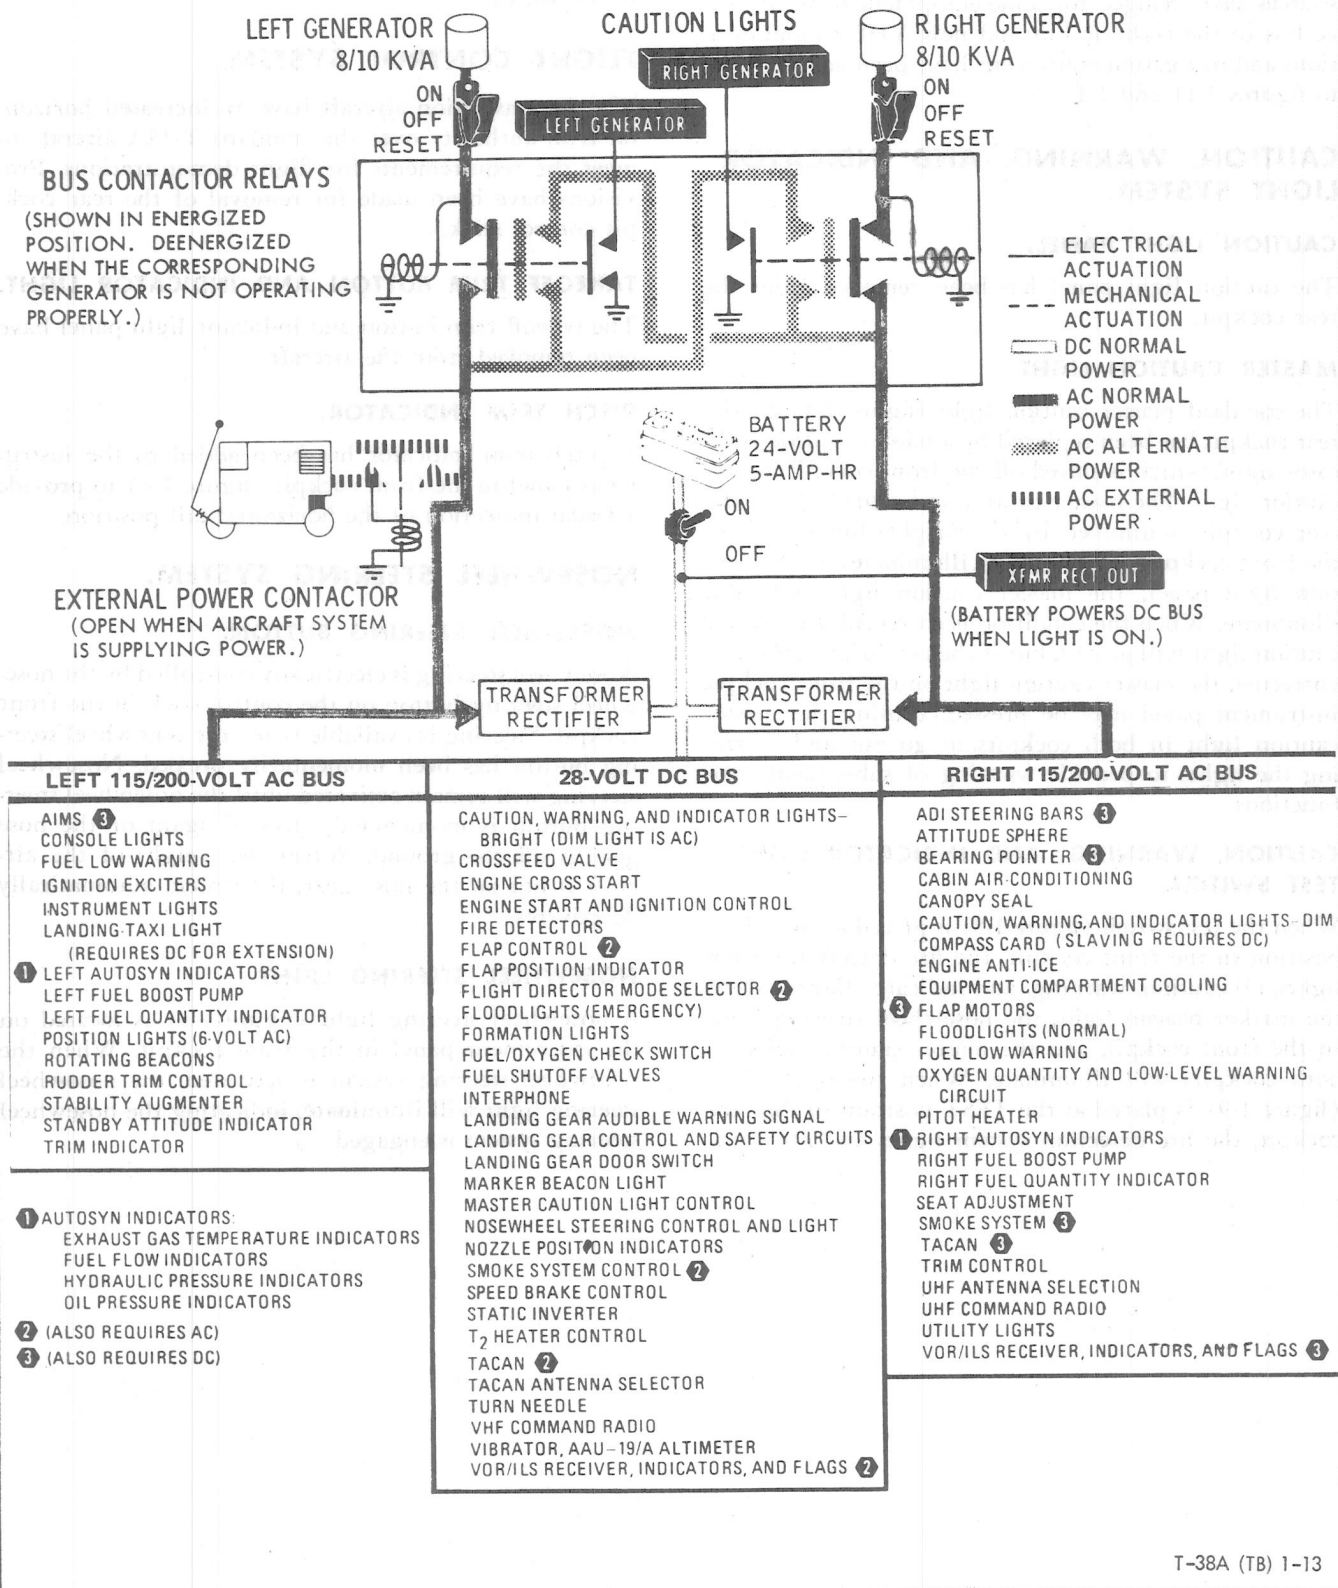 LEFT GENERATOR
8/10 KVA
ON
OFF
RESET
CAUTION LIGHTS
RIGHT GENERATOR
LEFT GENERATOR
RIGHT GENERATOR
8/10 KVA
ON
OFF
RESET
BUS CONTACTOR RELAYS
(SHOWN IN ENERGIZED
POSITION. DEENERGIZED
WHEN THE CORRESPONDING
GENERATOR IS NOT OPERATING
PROPERLY.)
ELECTRICAL
ACTUATION
MECHANICAL
ACTUATION
DC NORMAL
POWER
AC NORMAL
POWER
AC ALTERNATE
POWER
AC EXTERNAL
POWER
BATTERY
24-VOLT
5-AMP-HR
ON
OFF
XFMR RECT OUT
(BATTERY POWERS DC BUS
WHEN LIGHT IS ON.)
EXTERNAL POWER CONTACTOR
(OPEN WHEN AIRCRAFT SYSTEM
IS SUPPLYING POWER.)
TRANSFORMER
RECTIFIER
TRANSFORMER
RECTIFIER
LEFT 115/200-VOLT AC BUS
AIMS 3
CONSOLE LIGHTS
FUEL LOW WARNING
IGNITION EXCITERS
INSTRUMENT LIGHTS
LANDING-TAXI LIGHT
(REQUIRES DC FOR EXTENSION)
1 LEFT AUTOSYN INDICATORS
LEFT FUEL BOOST PUMP
LEFT FUEL QUANTITY INDICATOR
POSITION LIGHTS (6-VOLT AC)
ROTATING BEACONS
RUDDER TRIM CONTROL
STABILITY AUGMENTER
STANDBY ATTITUDE INDICATOR
TRIM INDICATOR
1 AUTOSYN INDICATORS:
EXHAUST GAS TEMPERATURE INDICATORS
FUEL FLOW INDICATORS
HYDRAULIC PRESSURE INDICATORS
OIL PRESSURE INDICATORS
2 (ALSO REQUIRES AC)
3 (ALSO REQUIRES DC)
28-VOLT DC BUS
CAUTION, WARNING, AND INDICATOR LIGHTS–
BRIGHT (DIM LIGHT IS AC)
CROSSFEED VALVE
ENGINE CROSS START
ENGINE START AND IGNITION CONTROL
FIRE DETECTORS
FLAP CONTROL 2
FLAP POSITION INDICATOR
FLIGHT DIRECTOR MODE SELECTOR 2
FLOODLIGHTS (EMERGENCY)
FORMATION LIGHTS
FUEL/OXYGEN CHECK SWITCH
FUEL SHUTOFF VALVES
INTERPHONE
LANDING GEAR AUDIBLE WARNING SIGNAL
LANDING GEAR CONTROL AND SAFETY CIRCUITS
LANDING GEAR DOOR SWITCH
MARKER BEACON LIGHT
MASTER CAUTION LIGHT CONTROL
NOSEWHEEL STEERING CONTROL AND LIGHT
NOZZLE POSITION INDICATORS
SMOKE SYSTEM CONTROL 2
SPEED BRAKE CONTROL
STATIC INVERTER
T2 HEATER CONTROL
TACAN 2
TACAN ANTENNA SELECTOR
TURN NEEDLE
VHF COMMAND RADIO
VIBRATOR, AAU–19/A ALTIMETER
VOR/ILS RECEIVER, INDICATORS, AND FLAGS 2
RIGHT 115/200-VOLT AC BUS
ADI STEERING BARS 3
ATTITUDE SPHERE
BEARING POINTER 3
CABIN AIR-CONDITIONING
CANOPY SEAL
CAUTION, WARNING, AND INDICATOR LIGHTS-DIM
COMPASS CARD (SLAVING REQUIRES DC)
ENGINE ANTI-ICE
EQUIPMENT COMPARTMENT COOLING
3 FLAP MOTORS
FLOODLIGHTS (NORMAL)
FUEL LOW WARNING
OXYGEN QUANTITY AND LOW-LEVEL WARNING
CIRCUIT
PITOT HEATER
1 RIGHT AUTOSYN INDICATORS
RIGHT FUEL BOOST PUMP
RIGHT FUEL QUANTITY INDICATOR
SEAT ADJUSTMENT
SMOKE SYSTEM 3
TACAN 3
TRIM CONTROL
UHF ANTENNA SELECTION
UHF COMMAND RADIO
UTILITY LIGHTS
VOR/ILS RECEIVER, INDICATORS, AND FLAGS 3
T-38A (TB) 1-13